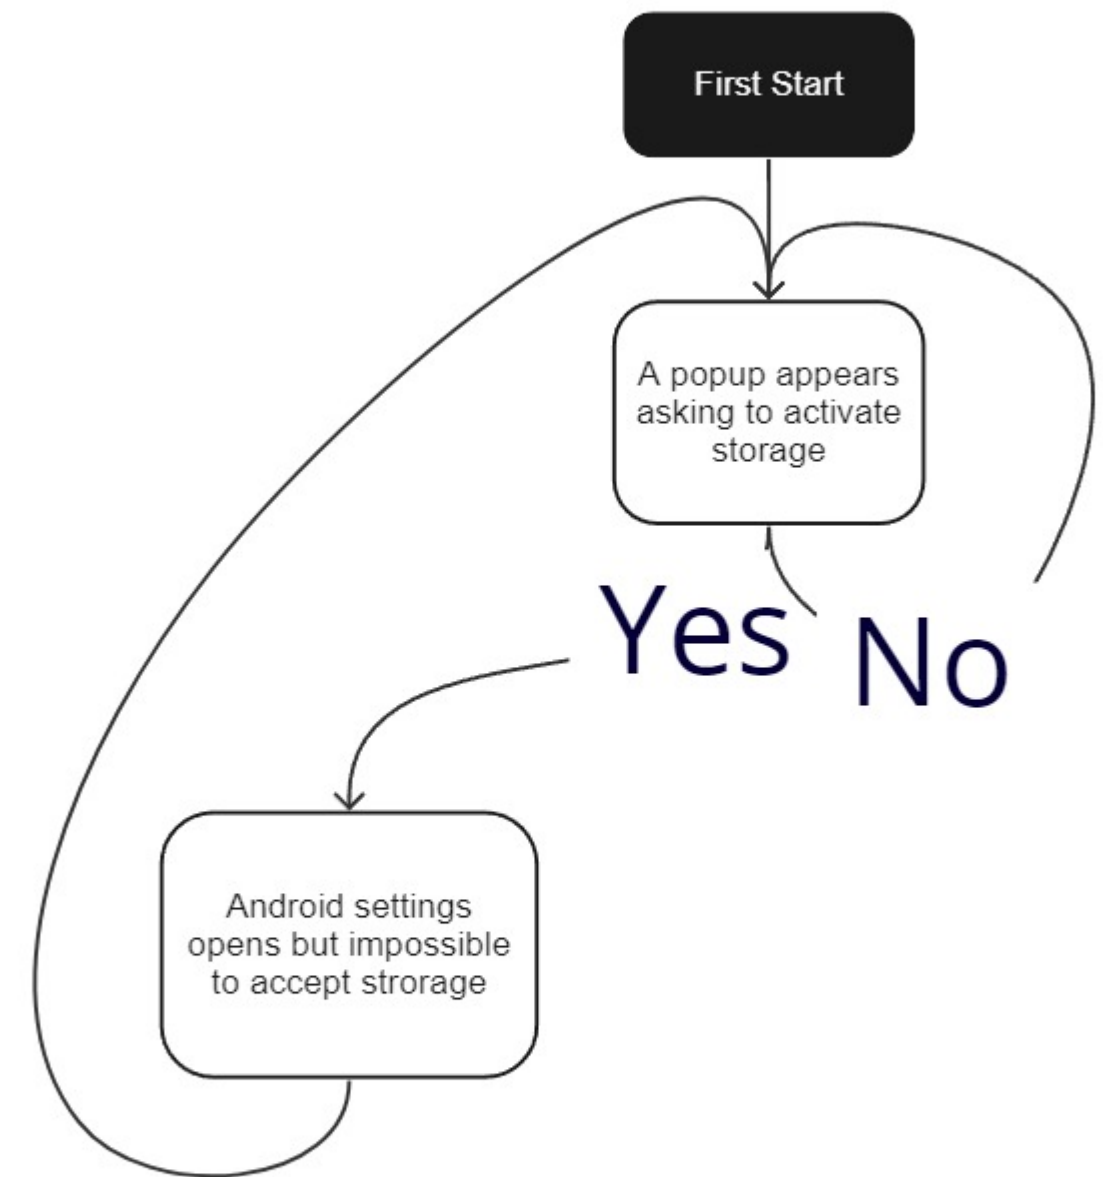 First Start
A popup appears
asking to activate
storage
Yes
No
Android settings
opens but impossible
to accept strorage